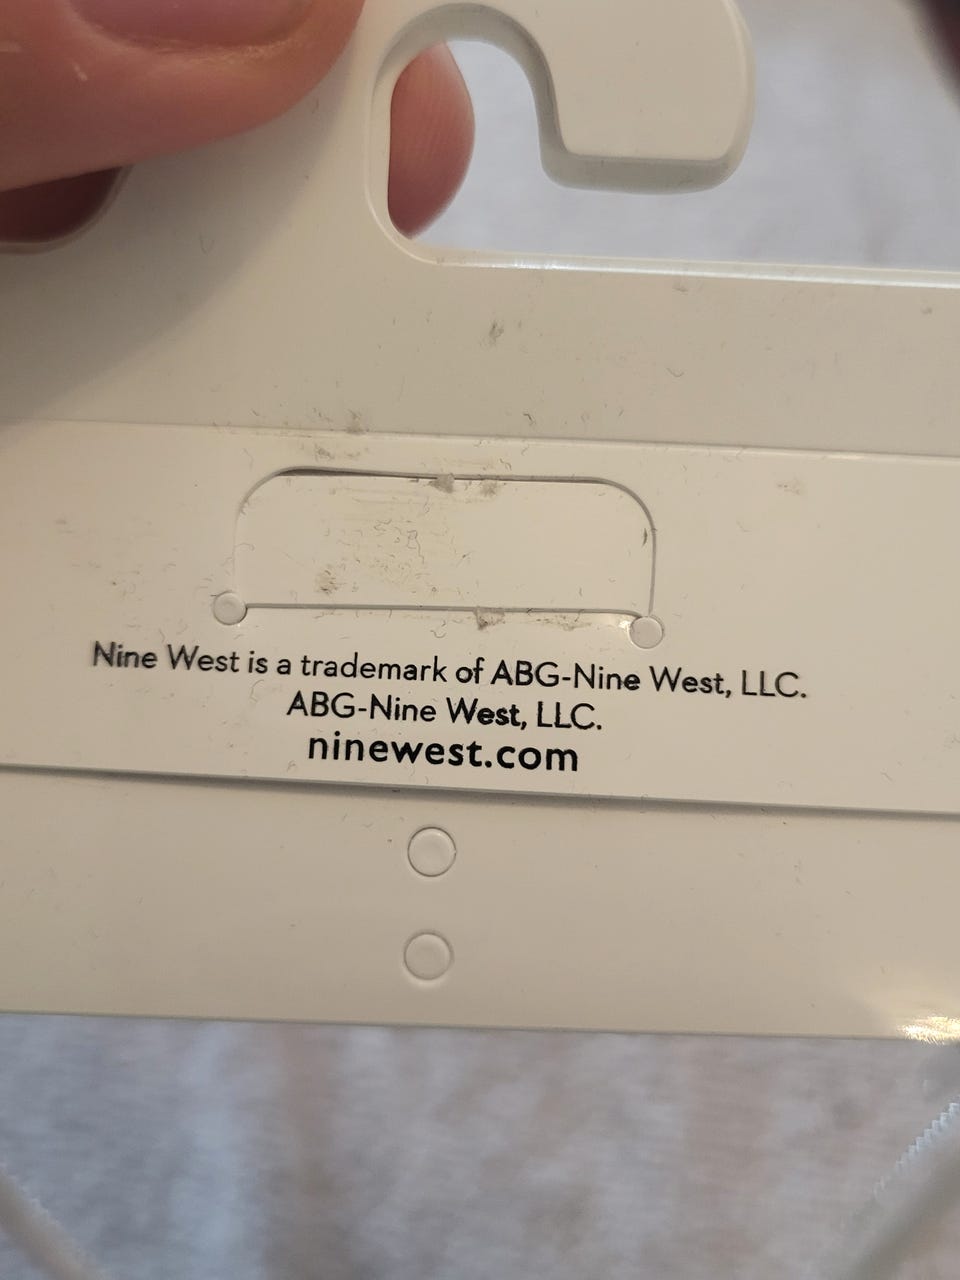 Nine West is a trademark of ABG-Nine West, LLC.
ABG-Nine West, LLC.
ninewest.com